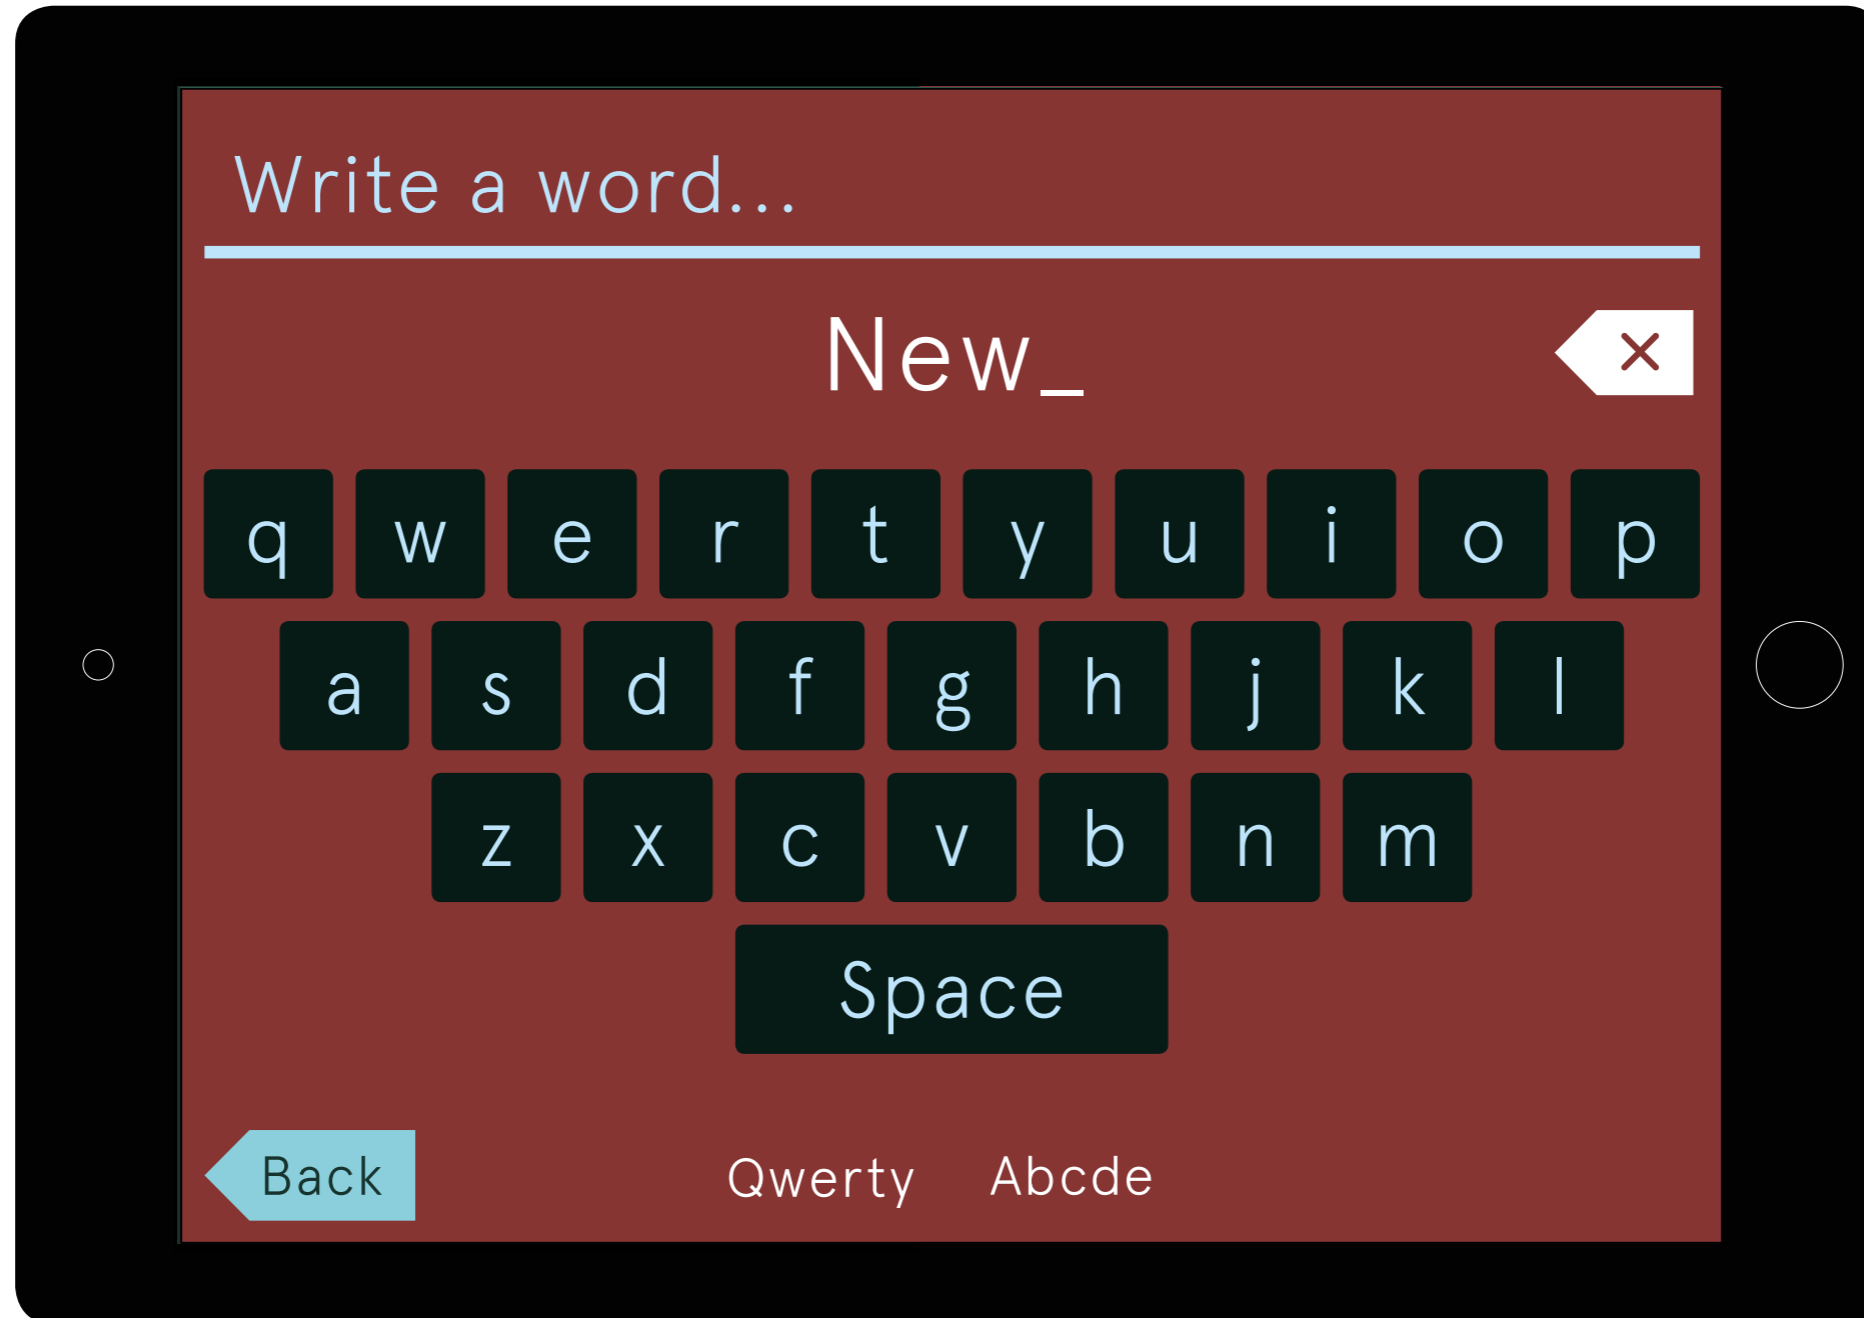 Write a word...
New_
q w e r t y u i o p
a s d f g h j k l
z x c v b n m
Space
Back Qwerty Abcde